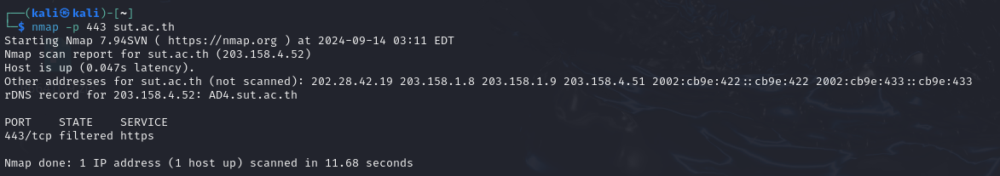 ┌──(kali㉿kali)-[~]
└─$ nmap -p 443 sut.ac.th
Starting Nmap 7.94SVN ( https://nmap.org ) at 2024-09-14 03:11 EDT
Nmap scan report for sut.ac.th (203.158.4.52)
Host is up (0.047s latency).
Other addresses for sut.ac.th (not scanned): 202.28.42.19 203.158.1.8 203.158.1.9 203.158.4.51 2002:cb9e:422::cb9e:422 2002:cb9e:433::cb9e:433
rDNS record for 203.158.4.52: AD4.sut.ac.th
PORT    STATE    SERVICE
443/tcp filtered https
Nmap done: 1 IP address (1 host up) scanned in 11.68 seconds